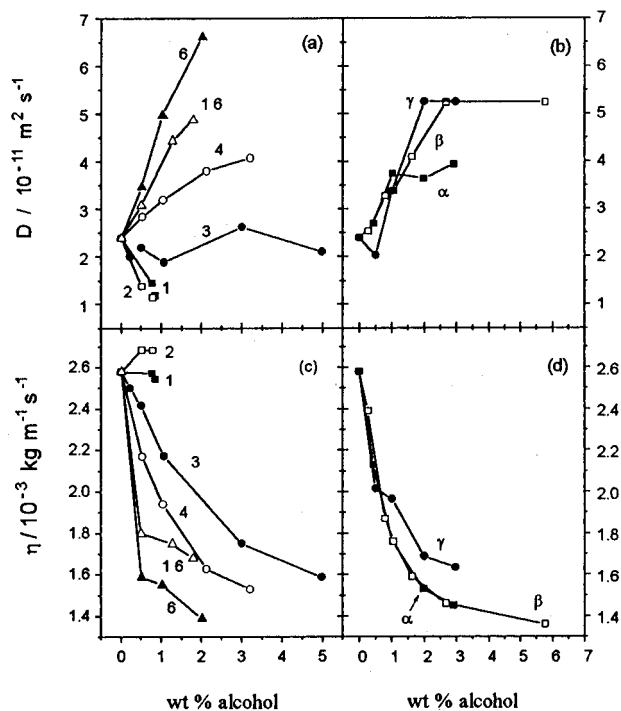 7
6
5
4
3
2
1
D / 10⁻¹¹ m² s⁻¹
(a)
6
16
4
3
2
1
(b)
γ
β
α
7
6
5
4
3
2
1
2.6
2.4
2.2
2.0
1.8
1.6
1.4
η / 10⁻³ kg m⁻¹ s⁻¹
(c)
2
1
3
4
16
6
(d)
γ
α
β
2.6
2.4
2.2
2.0
1.8
1.6
1.4
0 1 2 3 4 5
0 1 2 3 4 5 6 7
wt % alcohol
wt % alcohol